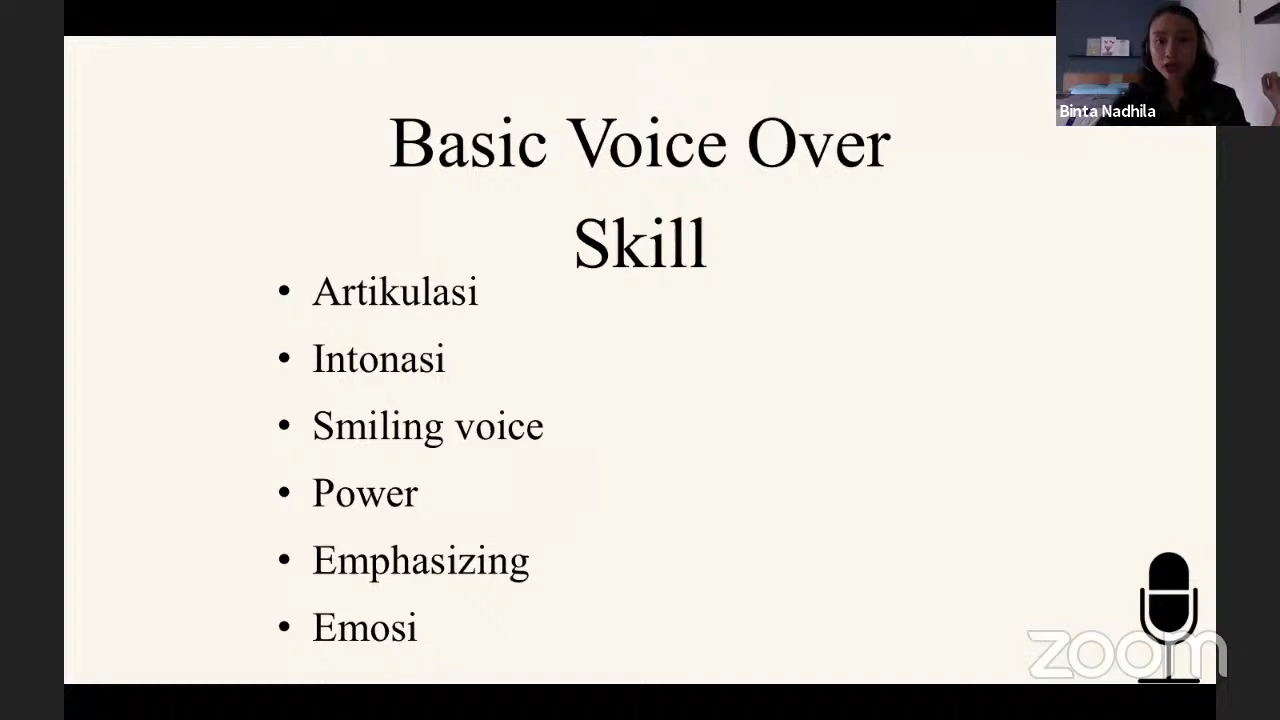 Binta Nadhila
Basic Voice Over
Skill
• Artikulasi
• Intonasi
• Smiling voice
• Power
• Emphasizing
• Emosi
zoom